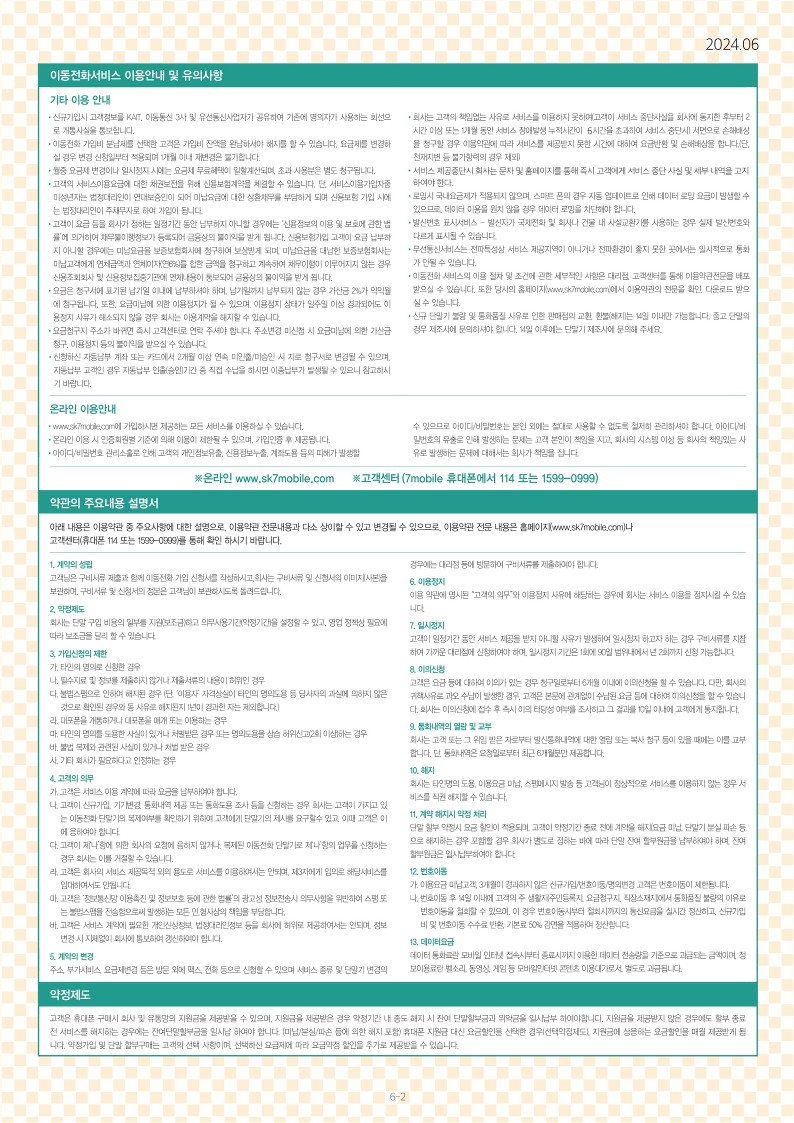 2024.06
이동전화서비스 이용안내 및 유의사항
기타 이용 안내
• 신규가입시 고객정보를 KAIT, 이동통신 3사 및 유선통신사업자가 공유하여 기존에 명의자가 사용하는 회선으
로 개통사실을 통보합니다.
• 이동전화 가입비 분납제를 선택한 고객은 가입비 잔액을 완납하셔야 해지를 할 수 있습니다. 요금제를 변경하
실 경우 변경 신청일부터 적용되며 1개월 이내 재변경은 불가합니다.
• 월중 요금제 변경이나 일시정지 시에는 요금제 무료혜택이 일할계산되며, 초과 사용분은 별도 청구됩니다.
• 고객의 서비스이용요금에 대한 채권보전을 위해 신용보험계약을 체결할 수 있습니다. 단, 서비스이용가입자중
미성년자는 법정대리인이 연대보증인이 되어 미납요금에 대한 상환채무를 부담하게 되며 신용보험 가입 시에
는 법정대리인이 주채무자로 하여 가입이 됩니다.
• 고객이 요금 등을 회사가 정하는 일정기간 동안 납부하지 아니할 경우에는 '신용정보의 이용 및 보호에 관한 법
률'에 의거하여 채무불이행정보가 등록되어 금융상의 불이익을 받게 됩니다. 신용보험가입 고객이 요금 납부하
지 아니할 경우에는 미납요금을 보증보험회사에 청구하여 보상받게 되며, 미납요금을 대납한 보증보험회사는
미납고객에게 연체금액과 연체이자(연6%)를 합한 금액을 청구하고 계속하여 채무이행이 이루어지지 않는 경우
신용조회회사 및 신용정보집중기관에 연체내용이 통보되어 금융상의 불이익을 받게 됩니다.
• 요금은 청구서에 표기된 납기일 이내에 납부하셔야 하며, 납기일까지 납부되지 않는 경우 가산금 2%가 익익월
에 청구됩니다. 또한, 요금미납에 의한 이용정지가 될 수 있으며, 이용정지 상태가 일주일 이상 경과되어도 이
용정지 사유가 해소되지 않을 경우 회사는 이용계약을 해지할 수 있습니다.
• 요금청구지 주소가 바뀌면 즉시 고객센터로 연락 주셔야 합니다. 주소변경 미신청 시 요금미납에 의한 가산금
청구, 이용정지 등의 불이익을 받으실 수 있습니다.
• 신청하신 자동납부 계좌 또는 카드에서 2개월 이상 연속 미인출/미승인 시 지로 청구서로 변경될 수 있으며,
자동납부 고객인 경우 자동납부 인출(승인)기간 중 직접 수납을 하시면 이중납부가 발생될 수 있으니 참고하시
기 바랍니다.
• 회사는 고객의 책임없는 사유로 서비스를 이용하지 못하여(고객이 서비스 중단사실을 회사에 통지한 후부터 2
시간 이상 또는 1개월 동안 서비스 장애발생 누적시간이 6시간을 초과하여 서비스 중단시) 서면으로 손해배상
을 청구할 경우 이용약관에 따라 서비스를 제공받지 못한 시간에 대하여 요금반환 및 손해배상을 합니다.(단,
천재지변 등 불가항력의 경우 제외)
• 서비스 제공중단시 회사는 문자 및 홈페이지를 통해 즉시 고객에게 서비스 중단 사실 및 세부 내역을 고지
하여야 한다.
• 로밍시 국내요금제가 적용되지 않으며, 스마트 폰의 경우 자동 업데이트로 인해 데이터 로밍 요금이 발생할 수
있으므로, 데이터 이용을 원치 않을 경우 데이터 로밍을 차단해야 합니다.
• 발신번호 표시서비스 – 발신자가 국제전화 및 회사나 건물 내 사설교환기를 사용하는 경우 실제 발신번호와
다르게 표시될 수 있습니다.
• 무선통신서비스는 전파특성상 서비스 제공지역이 아니거나 전파환경이 좋지 못한 곳에서는 일시적으로 통화
가 안될 수 있습니다.
• 이동전화 서비스의 이용 절차 및 조건에 관한 세부적인 사항은 대리점, 고객센터를 통해 이용약관전문을 배포
받으실 수 있습니다. 또한 당사의 홈페이지(www.sk7mobile.com)에서 이용약관의 전문을 확인, 다운로드 받으
실 수 있습니다.
• 신규 단말기 불량 및 통화품질 사유로 인한 판매점의 교환, 환불(해지)는 14일 이내만 가능합니다. 중고 단말의
경우 제조사에 문의하셔야 합니다. 14일 이후에는 단말기 제조사에 문의해 주세요.
온라인 이용안내
• www.sk7mobile.com에 가입하시면 제공하는 모든 서비스를 이용하실 수 있습니다.
• 온라인 이용 시 인증회원별 기준에 의해 이용이 제한될 수 있으며, 가입인증 후 제공됩니다.
• 아이디/비밀번호 관리소홀로 인해 고객의 개인정보유출, 신용정보누출, 계좌도용 등의 피해가 발생할
수 있으므로 아이디/비밀번호는 본인 외에는 절대로 사용할 수 없도록 철저히 관리하셔야 합니다. 아이디/비
밀번호의 유출로 인해 발생하는 문제는 고객 본인이 책임을 지고, 회사의 시스템 이상 등 회사의 책임있는 사
유로 발생하는 문제에 대해서는 회사가 책임을 집니다.
※온라인 www.sk7mobile.com ※고객센터 (7mobile 휴대폰에서 114 또는 1599-0999)
약관의 주요내용 설명서
아래 내용은 이용약관 중 주요사항에 대한 설명으로, 이용약관 전문내용과 다소 상이할 수 있고 변경될 수 있으므로, 이용약관 전문 내용은 홈페이지(www.sk7mobile.com)나
고객센터(휴대폰 114 또는 1599-0999)를 통해 확인 하시기 바랍니다.
1. 계약의 성립
고객님은 구비서류 제출과 함께 이동전화 가입 신청서를 작성하시고,회사는 구비서류 및 신청서의 이미지(사본)을
보관하며, 구비서류 및 신청서의 정본은 고객님이 보관하시도록 돌려드립니다.
2. 약정제도
회사는 단말 구입 비용의 일부를 지원(보조금)하고 의무사용기간(약정기간)을 설정할 수 있고, 영업 정책상 필요에
따라 보조금을 달리 할 수 있습니다.
3. 가입신청의 제한
가. 타인의 명의로 신청한 경우
나. 필수자료 및 정보를 제출하지 않거나 제출서류의 내용이 허위인 경우
다. 불법스팸으로 인하여 해지된 경우 (단, '이용자' 자격상실이 타인의 명의도용 등 당사자의 과실에 의하지 않은
것으로 확인된 경우와 동 사유로 해지된지 1년이 경과한 자는 제외합니다.)
라. 대포폰을 개통하거나 대포폰을 매개 또는 이용하는 경우
마. 타인의 명의를 도용한 사실이 있거나 처벌받은 경우 또는 명의도용을 상습 허위신고(2회 이상)하는 경우
바. 불법 복제와 관련된 사실이 있거나 처벌 받은 경우
사. 기타 회사가 필요하다고 인정하는 경우
4. 고객의 의무
가. 고객은 서비스 이용 계약에 따라 요금을 납부하여야 합니다.
나. 고객이 신규가입, 기기변경, 통화내역 제공 또는 통화도용 조사 등을 신청하는 경우 회사는 고객이 가지고 있
는 이동전화 단말기의 복제여부를 확인하기 위하여 고객에게 단말기의 제시를 요구할수 있고, 이때 고객은 이
에 응하여야 합니다.
다. 고객이 제'나'항에 의한 회사의 요청에 응하지 않거나, 복제된 이동전화 단말기로 제'나'항의 업무를 신청하는
경우 회사는 이를 거절할 수 있습니다.
라. 고객은 회사의 서비스 제공목적 외의 용도로 서비스를 이용하여서는 안되며, 제3자에게 임의로 해당서비스를
임대하여서도 안됩니다.
마. 고객은 '정보통신망 이용촉진 및 정보보호 등에 관한 법률'의 광고성 정보전송시 의무사항을 위반하여 스팸 또
는 불법스팸을 전송함으로써 발생하는 모든 민,형사상의 책임을 부담합니다.
바. 고객은 서비스 계약에 필요한 개인신상정보, 법정대리인정보 등을 회사에 허위로 제공하여서는 안되며, 정보
변경 시 지체없이 회사에 통보하여 갱신하여야 합니다.
5. 계약의 변경
주소, 부가서비스, 요금제변경 등은 방문 외에 팩스, 전화 등으로 신청할 수 있으며 서비스 종류 및 단말기 변경의
경우에는 대리점 등에 방문하여 구비서류를 제출하여야 합니다.
6. 이용정지
이용 약관에 명시된 "고객의 의무"와 이용정지 사유에 해당하는 경우에 회사는 서비스 이용을 정지시킬 수 있습
니다.
7. 일시정지
고객이 일정기간 동안 서비스 제공을 받지 아니할 사유가 발생하여 일시정지 하고자 하는 경우 구비서류를 지참
하여 가까운 대리점에 신청하여야 하며, 일시정지 기간은 1회에 90일 범위내에서 년 2회까지 신청 가능합니다.
8. 이의신청
고객은 요금 등에 대하여 이의가 있는 경우 청구일로부터 6개월 이내에 이의신청을 할 수 있습니다. 다만, 회사의
귀책사유로 과오 수납이 발생한 경우, 고객은 본문에 관계없이 수납된 요금 등에 대하여 이의신청을 할 수 있습니
다. 회사는 이의신청에 접수 후 즉시 이의 타당성 여부를 조사하고 그 결과를 10일 이내에 고객에게 통지합니다.
9. 통화내역의 열람 및 교부
회사는 고객 또는 그 위임 받은 자로부터 발신통화내역에 대한 열람 또는 복사 청구 등이 있을 때에는 이를 교부
합니다. 단, 통화내역은 요청일로부터 최근 6개월분만 제공합니다.
10. 해지
회사는 타인명의 도용, 이용요금 미납, 스팸메시지 발송 등 고객님이 정상적으로 서비스를 이용하지 않는 경우 서
비스를 직권 해지할 수 있습니다.
11. 계약 해지시 약정 처리
단말 할부 약정시 요금 할인이 적용되며, 고객이 약정기간 종료 전에 계약을 해지(요금 미납, 단말기 분실 파손 등
으로 해지하는 경우 포함)할 경우 회사가 별도로 정하는 바에 따라 단말 잔여 할부원금을 납부하여야 하며, 잔여
할부원금은 일시납부하여야 합니다.
12. 번호이동
가. 이용요금 미납고객, 3개월이 경과하지 않은 신규가입/번호이동/명의변경 고객은 번호이동이 제한됩니다.
나. 번호이동 후 14일 이내에 고객의 주 생활지(주민등록지, 요금청구지, 직장소재지)에서 통화품질 불량의 이유로
번호이동을 철회할 수 있으며, 이 경우 번호이동시부터 철회시까지의 통신요금을 실시간 정산하고, 신규가입
비 및 번호이동 수수료 반환, 기본료 50% 감면을 적용하여 정산합니다.
13. 데이터요금
데이터 통화료란 모바일 인터넷 접속시부터 종료시까지 이용한 데이터 전송량을 기준으로 과금되는 금액이며, 정
보이용료란 벨소리, 동영상, 게임 등 모바일인터넷 콘텐츠 이용대가로서, 별도로 과금됩니다.
약정제도
고객은 휴대폰 구매시 회사 및 유통망의 지원금을 제공받을 수 있으며, 지원금을 제공받은 경우 약정기간 내 중도 해지 시 잔여 단말할부금과 위약금을 일시납부 하여야합니다. 지원금을 제공받지 않은 경우에도 할부 종료
전 서비스를 해지하는 경우에는 잔여단말할부금을 일시납 하여야 합니다. (미납/분실/파손 등에 의한 해지 포함) 휴대폰 지원금 대신 요금할인을 선택한 경우(선택약정제도), 지원금에 상응하는 요금할인을 매월 제공받게 됩
니다. 약정가입 및 단말 할부구매는 고객의 선택 사항이며, 선택하신 요금제에 따라 요금약정 할인을 추가로 제공받을 수 있습니다.
6-2